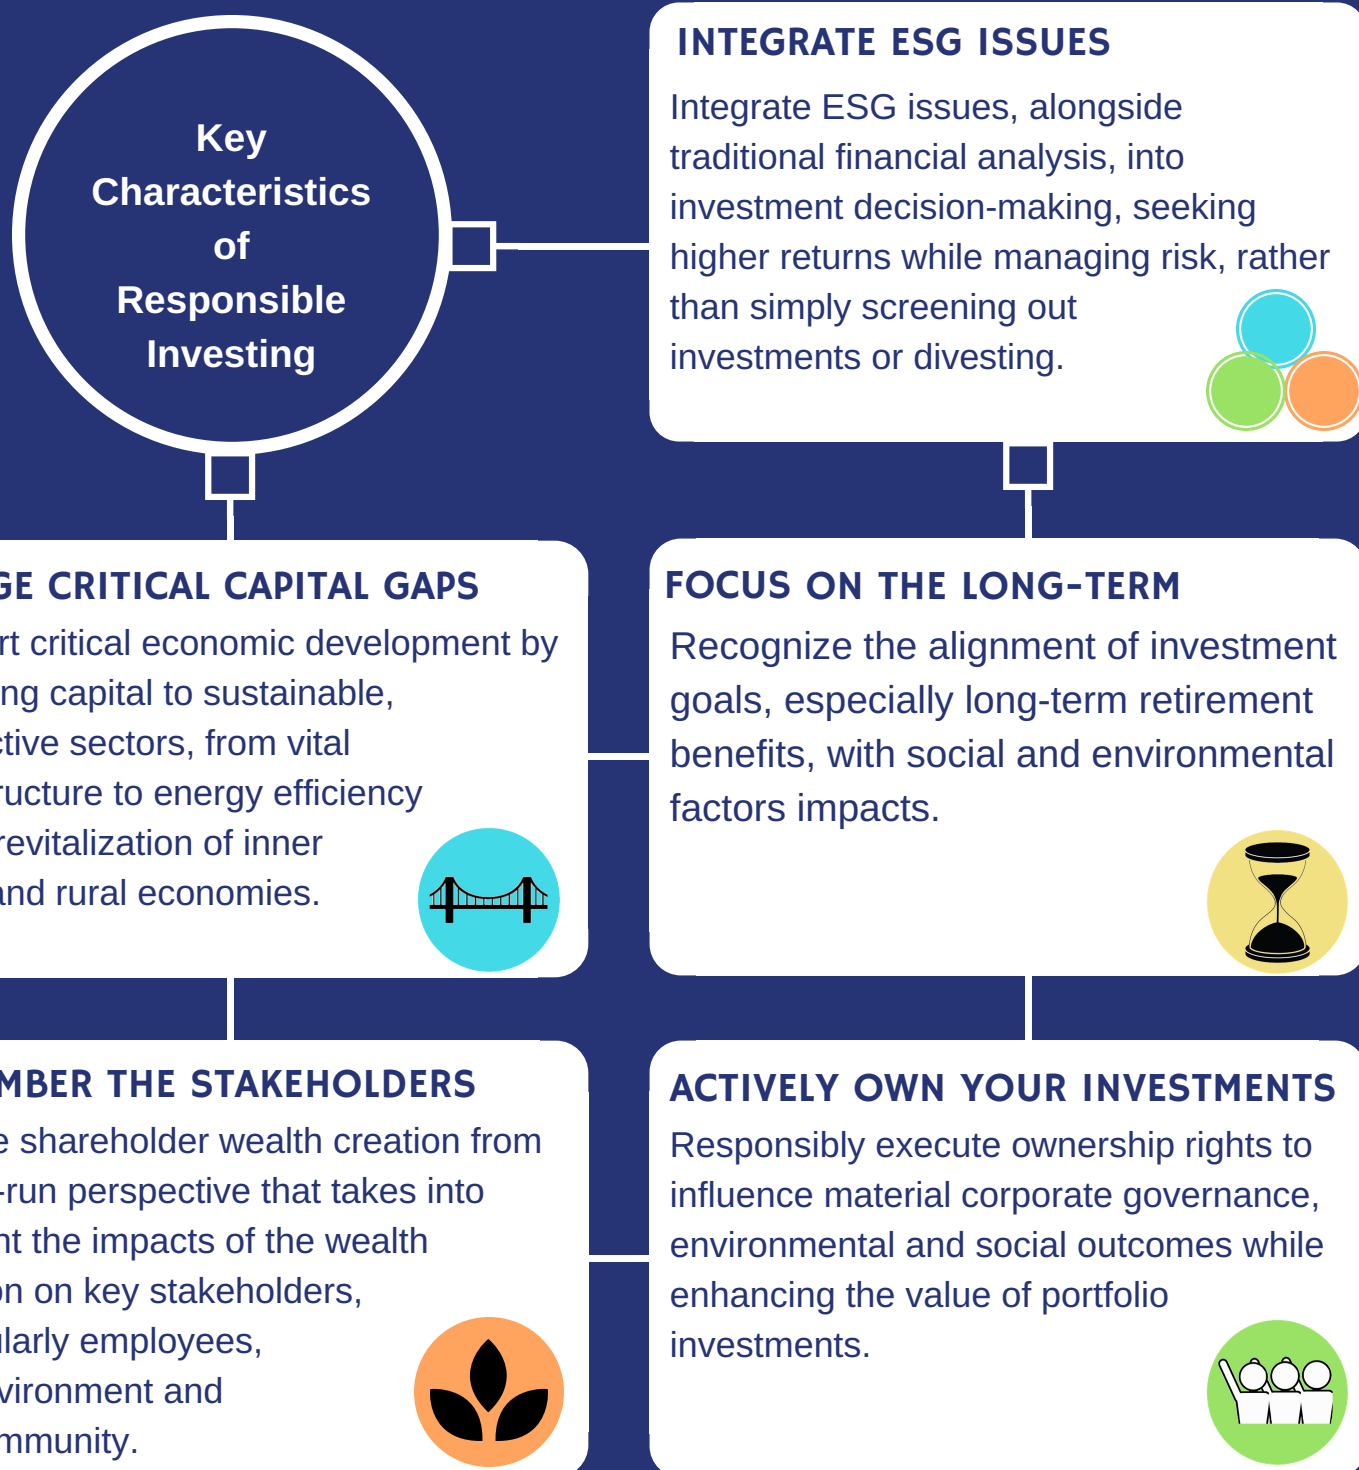 Key
Characteristics
of
Responsible
Investing
INTEGRATE ESG ISSUES
Integrate ESG issues, alongside
traditional financial analysis, into
investment decision-making, seeking
higher returns while managing risk, rather
than simply screening out
investments or divesting.
GE CRITICAL CAPITAL GAPS
rt critical economic development by
ng capital to sustainable,
ctive sectors, from vital
ructure to energy efficiency
revitalization of inner
and rural economies.
FOCUS ON THE LONG-TERM
Recognize the alignment of investment
goals, especially long-term retirement
benefits, with social and environmental
factors impacts.
MBER THE STAKEHOLDERS
e shareholder wealth creation from
-run perspective that takes into
nt the impacts of the wealth
on on key stakeholders,
ularly employees,
vironment and
mmunity.
ACTIVELY OWN YOUR INVESTMENTS
Responsibly execute ownership rights to
influence material corporate governance,
environmental and social outcomes while
enhancing the value of portfolio
investments.